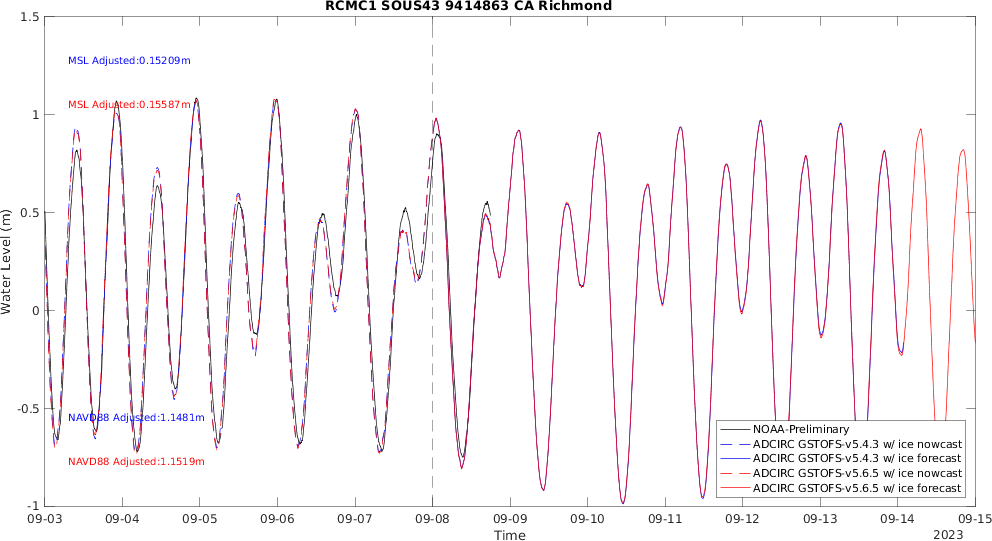 RCMC1 SOUS43 9414863 CA Richmond
1.5
1
0.5
0
-0.5
-1
Water Level (m)
MSL Adjusted:0.15209m
MSL Adjusted:0.15587m
NAVD88 Adjusted:1.1481m
NAVD88 Adjusted:1.1519m
NOAA-Preliminary
ADCIRC GSTOFS-v5.4.3 w/ ice nowcast
ADCIRC GSTOFS-v5.4.3 w/ ice forecast
ADCIRC GSTOFS-v5.6.5 w/ ice nowcast
ADCIRC GSTOFS-v5.6.5 w/ ice forecast
09-03 09-04 09-05 09-06 09-07 09-08 09-09 09-10 09-11 09-12 09-13 09-14 09-15
Time
2023